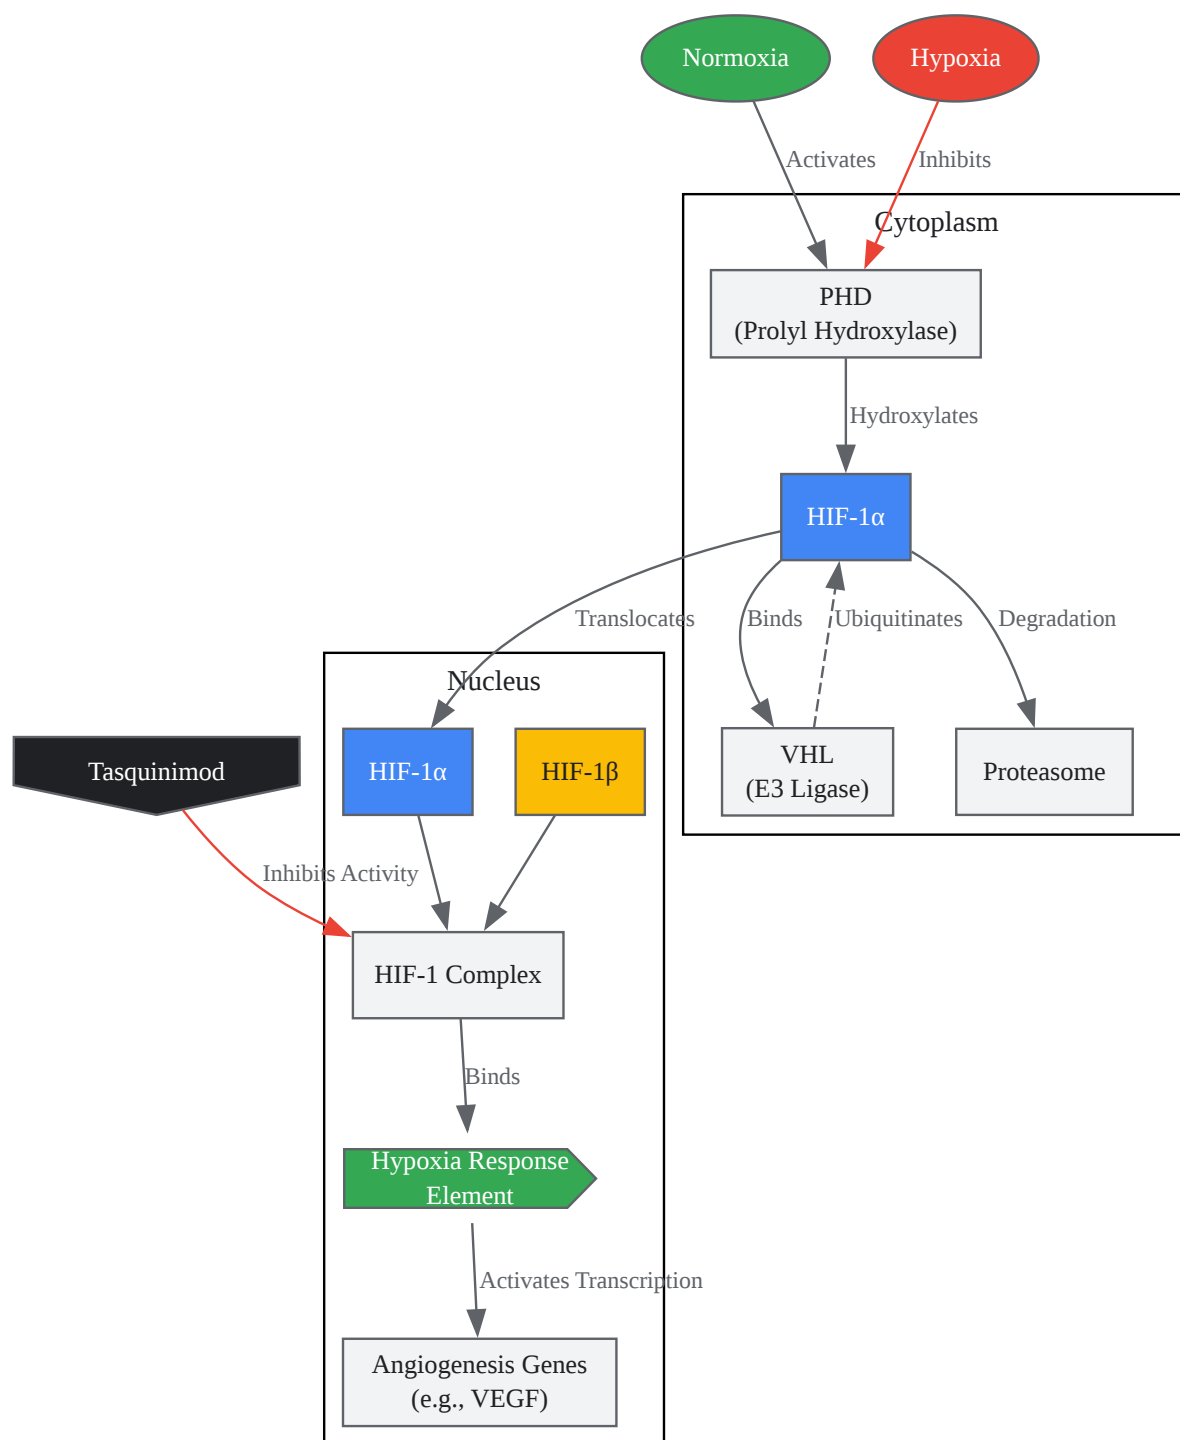 Normoxia
Hypoxia
Activates
Inhibits
Cytoplasm
PHD
(Prolyl Hydroxylase)
Hydroxylates
HIF-1α
Translocates
Binds
Ubiquitinates
Degradation
Nucleus
Tasquinimod
HIF-1α
HIF-1β
VHL
(E3 Ligase)
Proteasome
Inhibits Activity
HIF-1 Complex
Binds
Hypoxia Response
Element
Activates Transcription
Angiogenesis Genes
(e.g., VEGF)